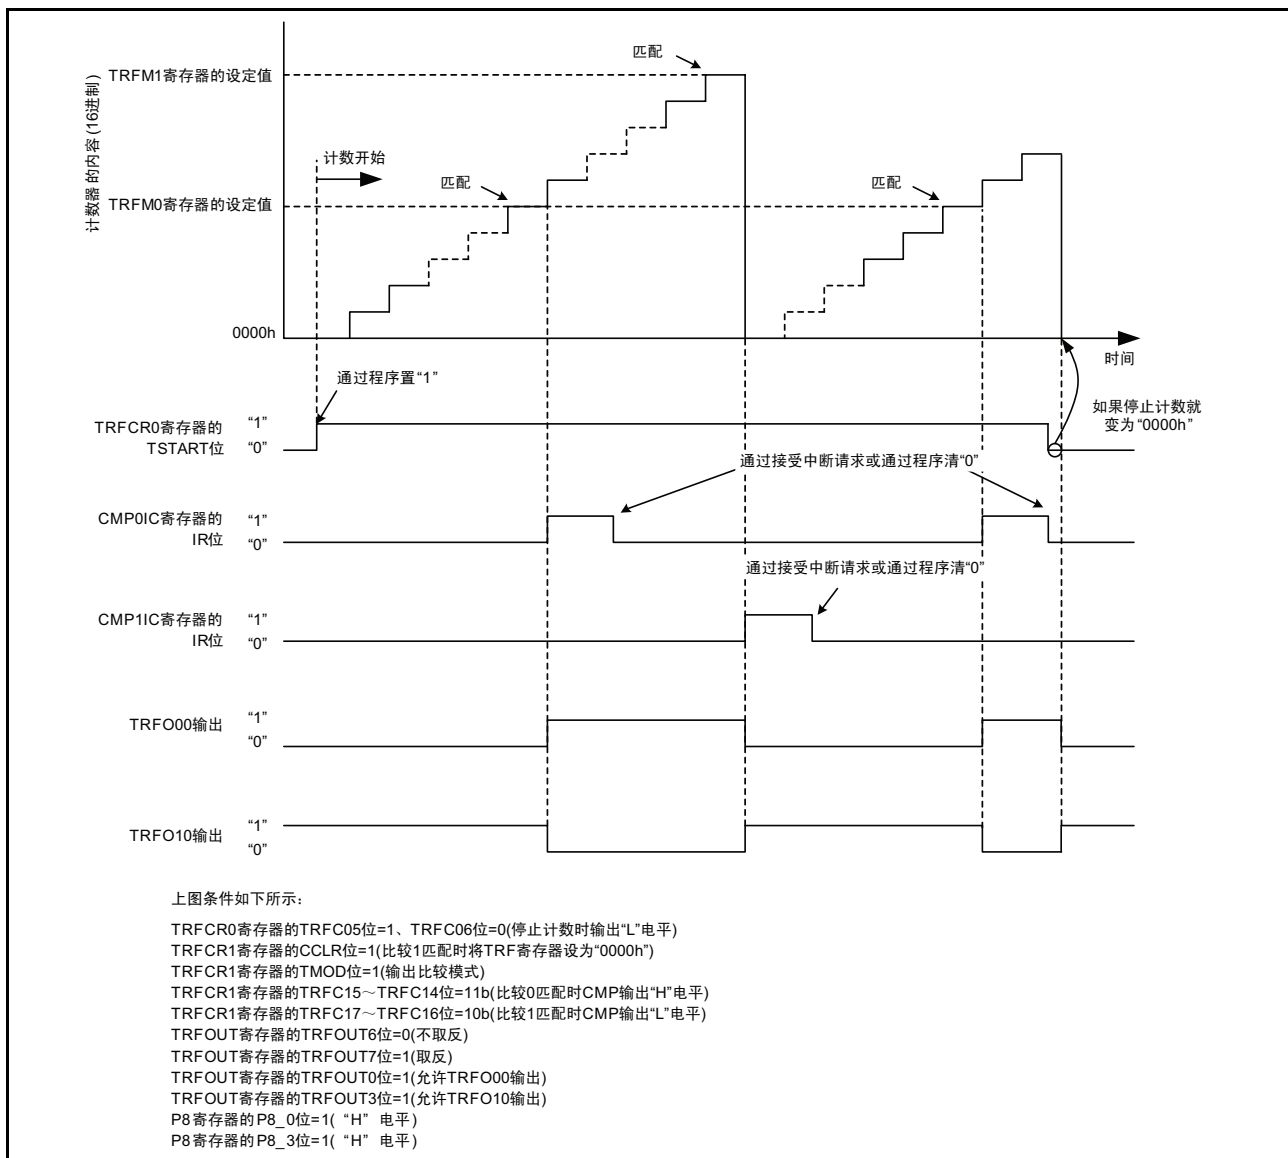 匹配
TRFM1寄存器的设定值
计数器的内容(16进制)
计数开始
匹配
匹配
TRFM0寄存器的设定值
0000h
时间
通过程序置“1”
如果停止计数就
变为“0000h”
TRFCR0寄存器的
TSTART位
“1”
“0”
通过接受中断请求或通过程序清“0”
CMP0IC寄存器的
IR位
“1”
“0”
通过接受中断请求或通过程序清“0”
CMP1IC寄存器的
IR位
“1”
“0”
TRFO00输出
“1”
“0”
TRFO10输出
“1”
“0”
上图条件如下所示：
TRFCR0寄存器的TRFC05位=1、TRFC06位=0(停止计数时输出“L”电平)
TRFCR1寄存器的CCLR位=1(比较1匹配时将TRF寄存器设为“0000h”)
TRFCR1寄存器的TMOD位=1(输出比较模式)
TRFCR1寄存器的TRFC15～TRFC14位=11b(比较0匹配时CMP输出“H”电平)
TRFCR1寄存器的TRFC17～TRFC16位=10b(比较1匹配时CMP输出“L”电平)
TRFOUT寄存器的TRFOUT6位=0(不取反)
TRFOUT寄存器的TRFOUT7位=1(取反)
TRFOUT寄存器的TRFOUT0位=1(允许TRFO00输出)
TRFOUT寄存器的TRFOUT3位=1(允许TRFO10输出)
P8寄存器的P8_0位=1( “H” 电平)
P8寄存器的P8_3位=1( “H” 电平)